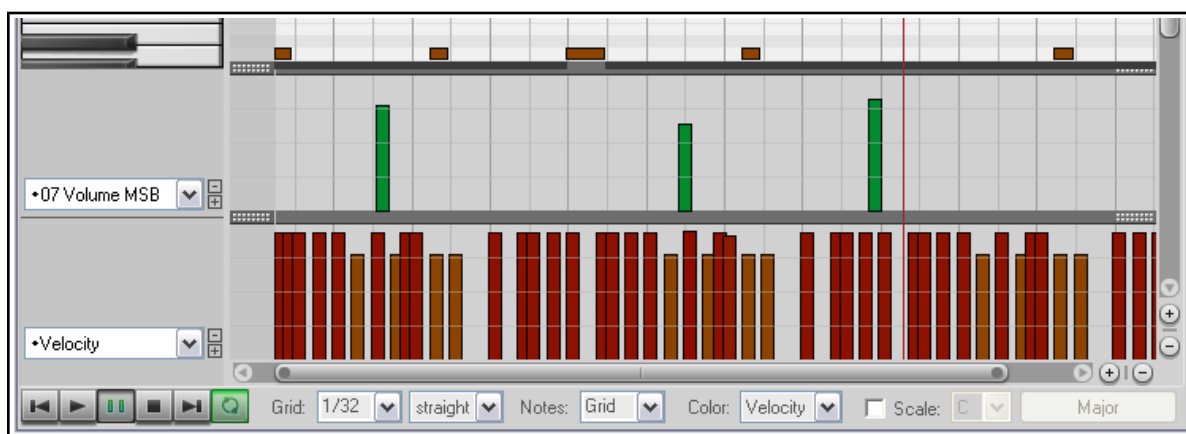 •07 Volume MSB
•Velocity
Grid: 1/32 straight Notes: Grid Color: Velocity Scale: C Major